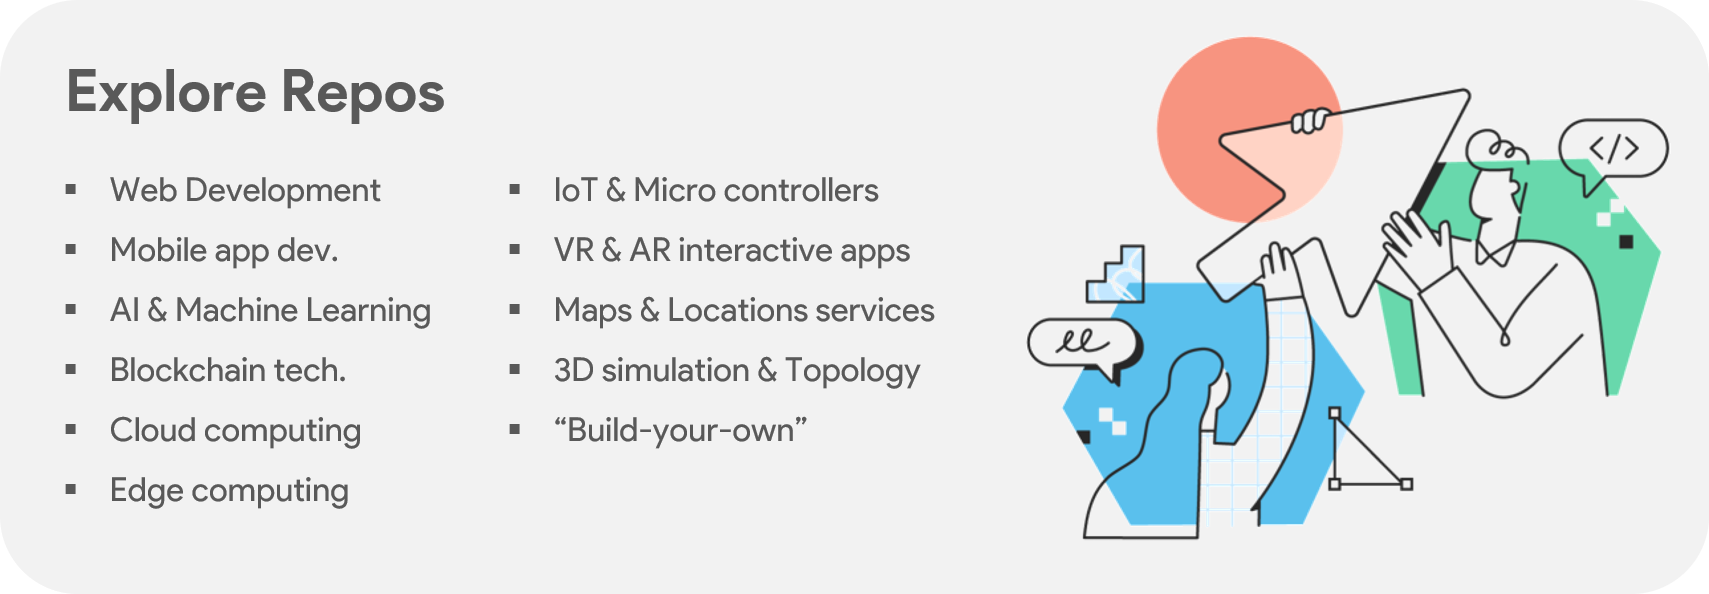 Explore Repos
▪ Web Development
▪ Mobile app dev.
▪ AI & Machine Learning
▪ Blockchain tech.
▪ Cloud computing
▪ Edge computing
▪ IoT & Micro controllers
▪ VR & AR interactive apps
▪ Maps & Locations services
▪ 3D simulation & Topology
▪ “Build-your-own”
</>